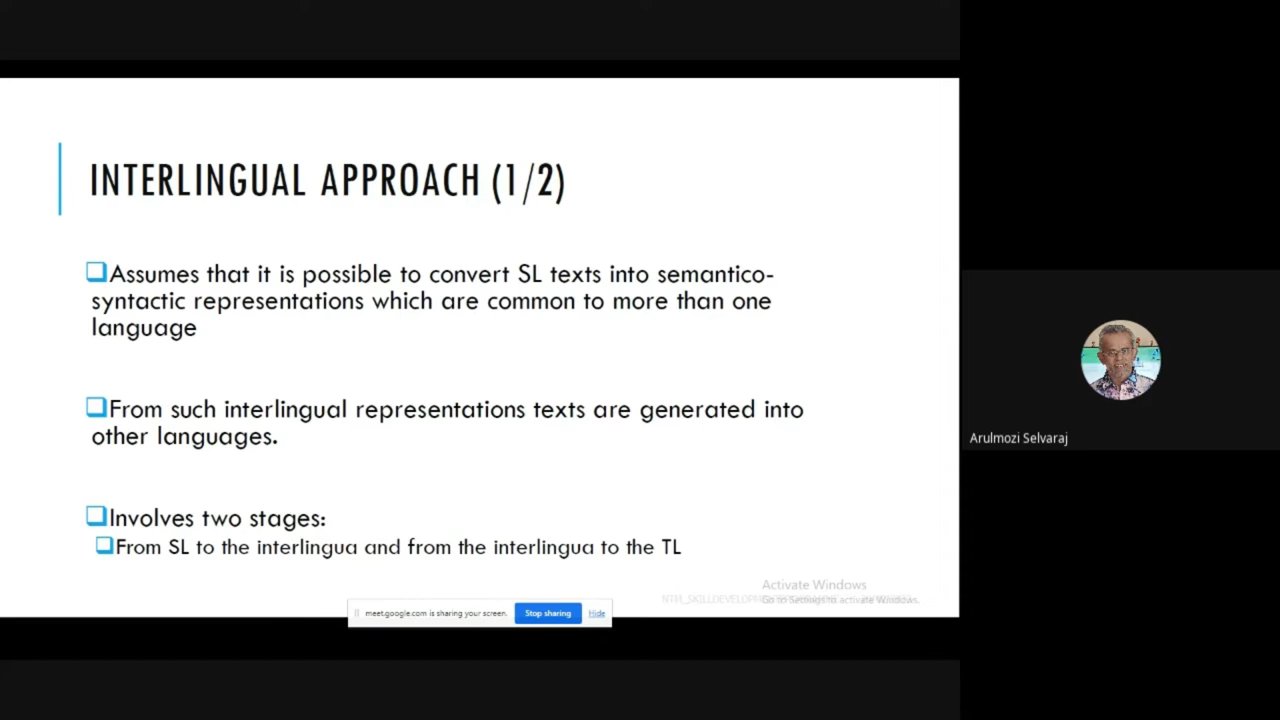 INTERLINGUAL APPROACH (1/2)
Assumes that it is possible to convert SL texts into semantico-
syntactic representations which are common to more than one
language
From such interlingual representations texts are generated into
other languages.
Involves two stages:
From SL to the interlingua and from the interlingua to the TL
Activate Windows
Go to Settings to activate Windows.
meet.google.com is sharing your screen.
Stop sharing
Hide
Arulmozi Selvaraj